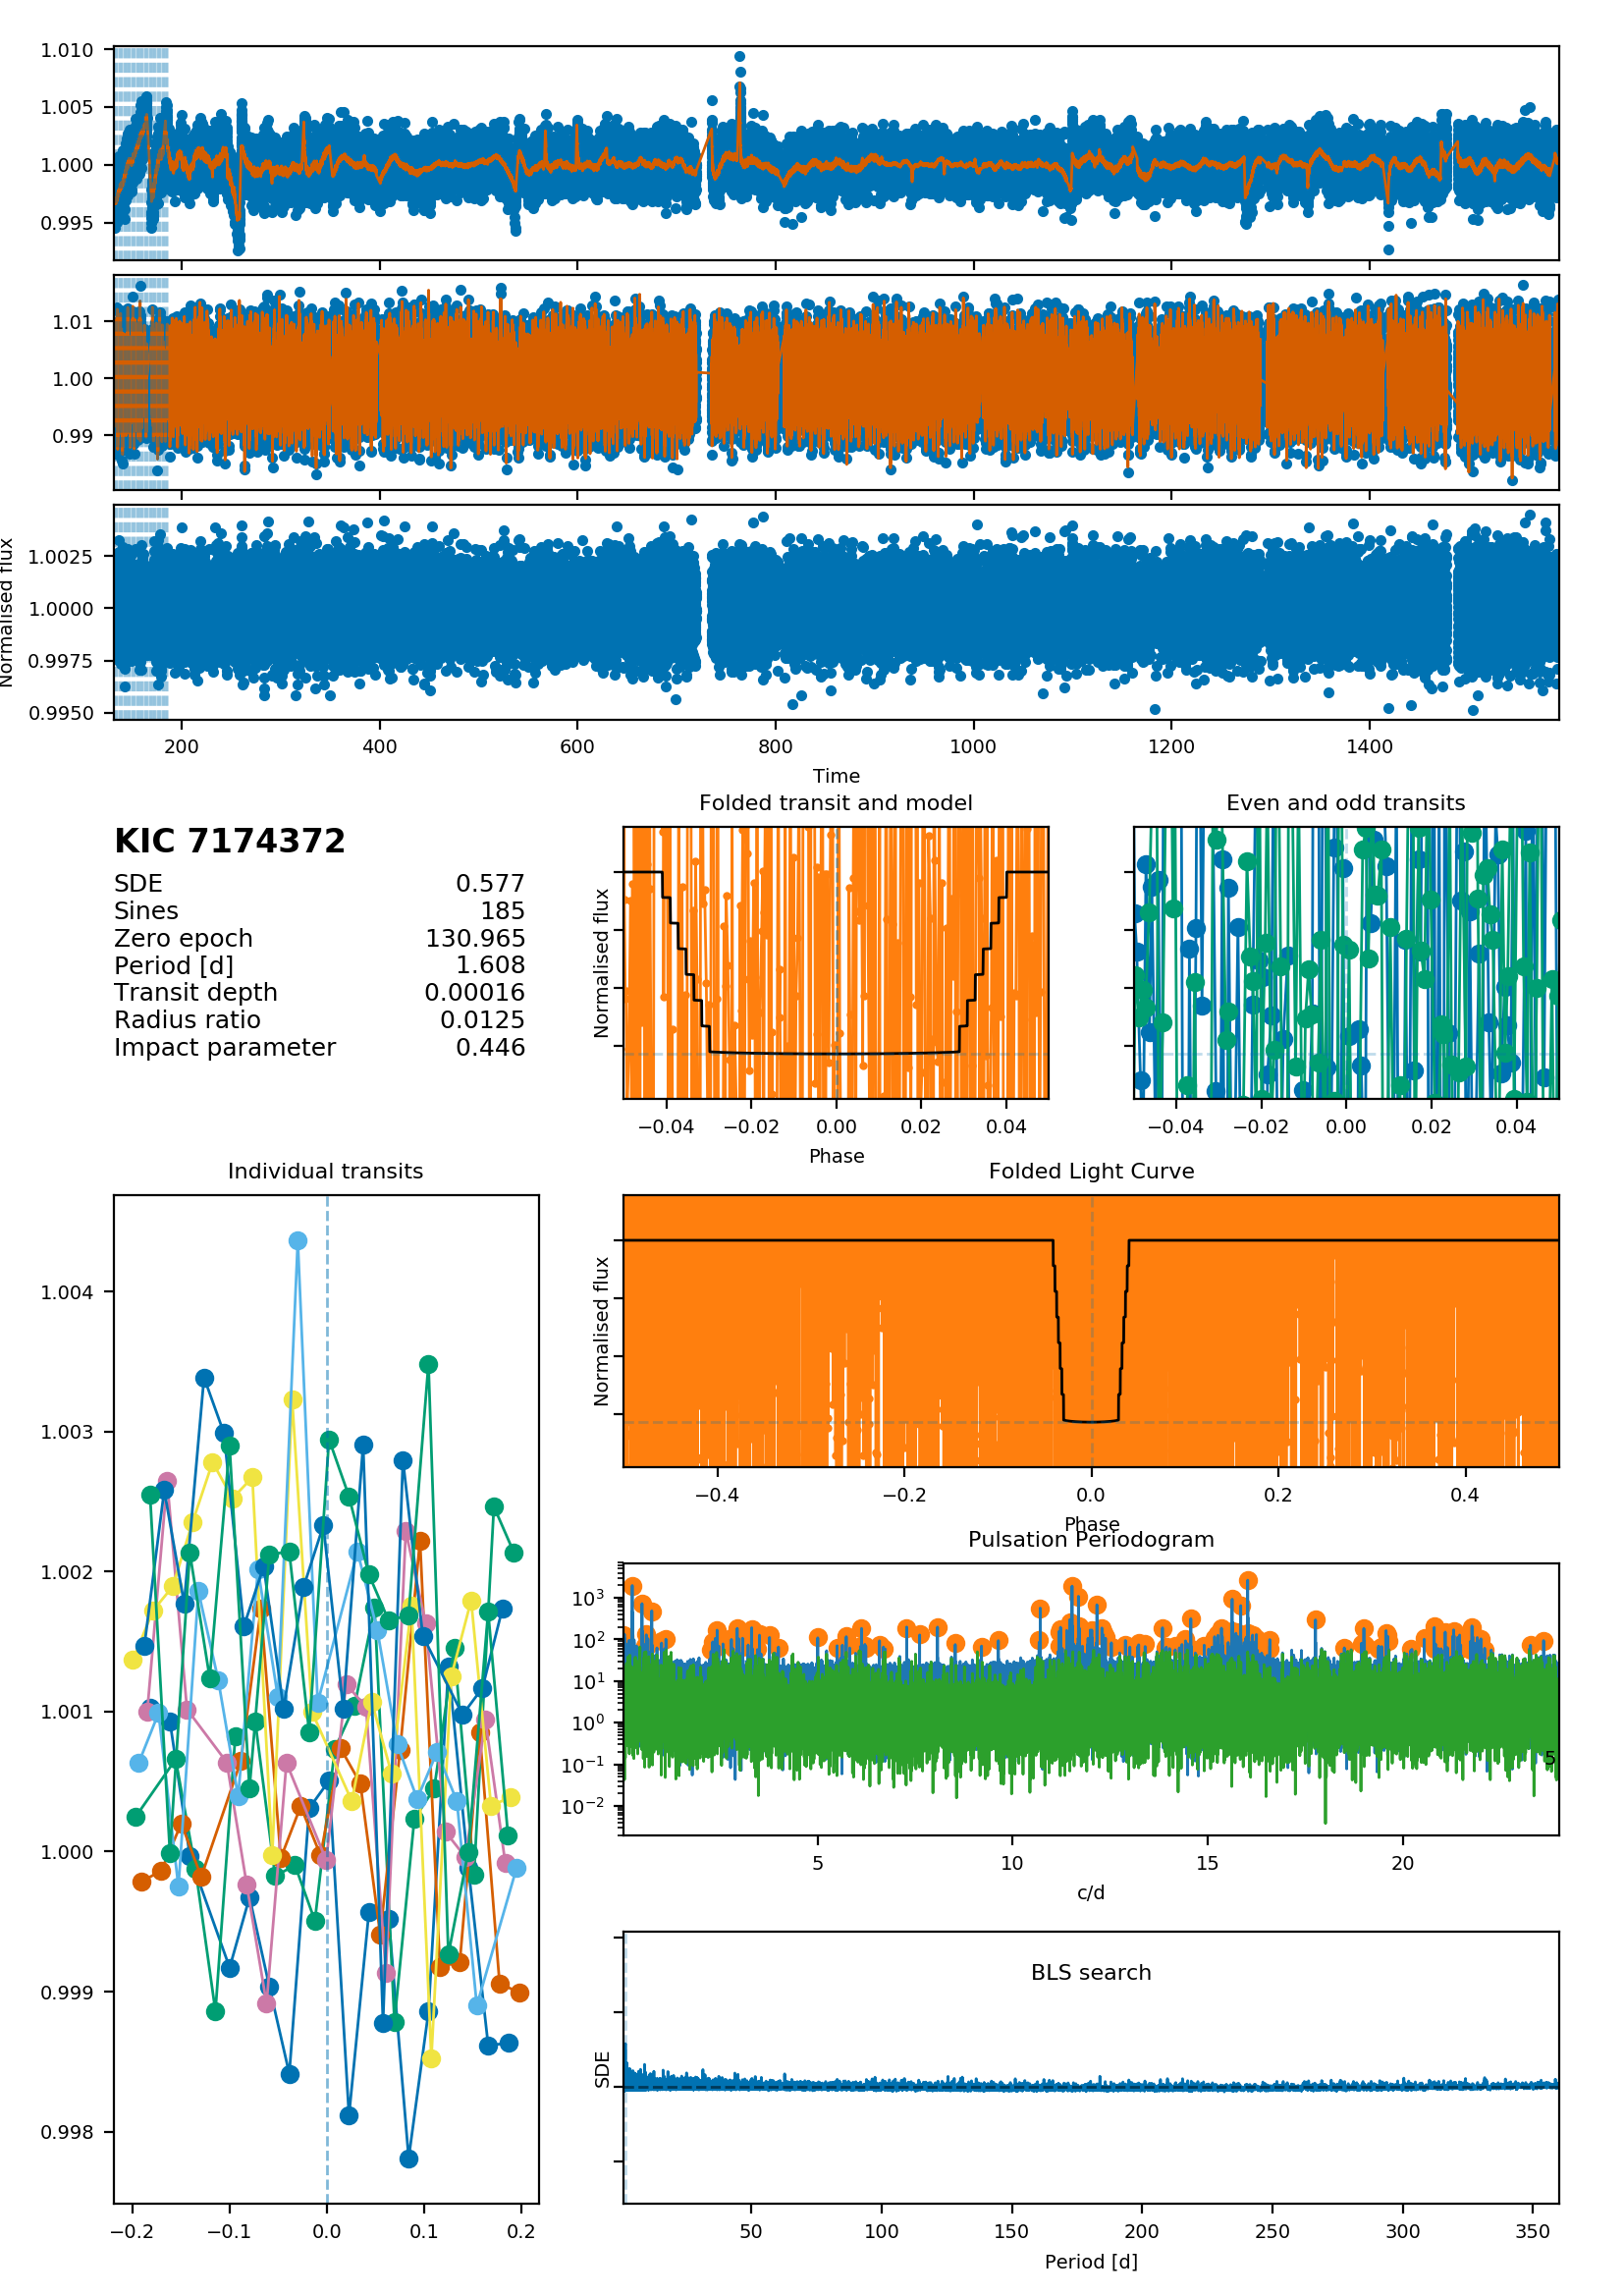 1.010
1.005
1.000
0.995
1.01
1.00
0.99
Normalised flux
1.0025
1.0000
0.9975
0.9950
200 400 600 800 1000 1200 1400
Time
KIC 7174372
SDE 0.577
Sines 185
Zero epoch 130.965
Period [d] 1.608
Transit depth 0.00016
Radius ratio 0.0125
Impact parameter 0.446
Folded transit and model
Normalised flux
−0.04 −0.02 0.00 0.02 0.04
Phase
Even and odd transits
−0.04 −0.02 0.00 0.02 0.04
Individual transits
1.004
1.003
1.002
1.001
1.000
0.999
0.998
−0.2 −0.1 0.0 0.1 0.2
Folded Light Curve
Normalised flux
−0.4 −0.2 0.0 0.2 0.4
Phase
Pulsation Periodogram
10³
10²
10¹
10⁰
10⁻¹
10⁻²
5
5 10 15 20
c/d
BLS search
SDE
50 100 150 200 250 300 350
Period [d]